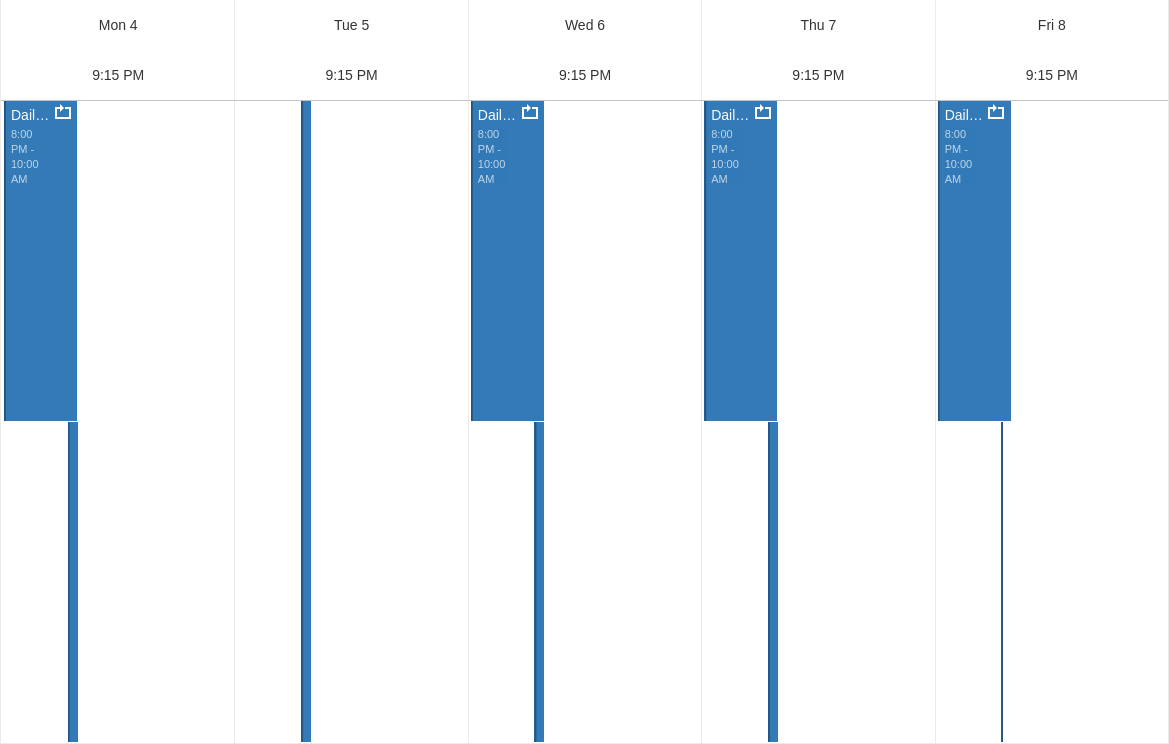 Mon 4
Tue 5
Wed 6
Thu 7
Fri 8
9:15 PM
9:15 PM
9:15 PM
9:15 PM
9:15 PM
Dail…
8:00
PM -
10:00
AM
Dail…
8:00
PM -
10:00
AM
Dail…
8:00
PM -
10:00
AM
Dail…
8:00
PM -
10:00
AM